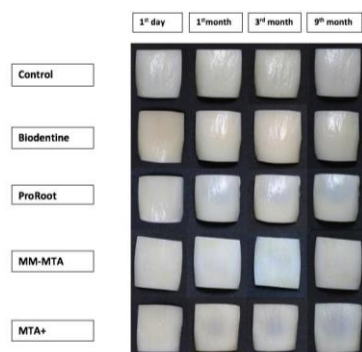 1st day 1st month 3rd month 9th month
Control
Biodentine
ProRoot
MM-MTA
MTA+